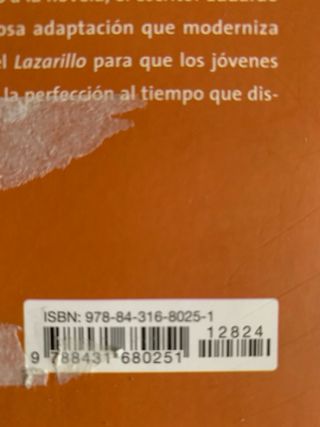 osa adaptación que moderniza
el Lazarillo para que los jóvenes
la perfección al tiempo que dis-
ISBN: 978-84-316-8025-1
12824
9 788431 680251